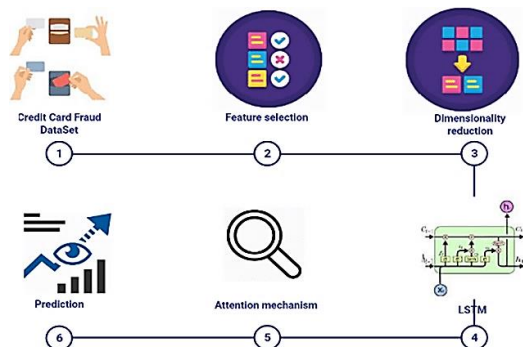 Credit Card Fraud
DataSet
Feature selection
Dimensionality
reduction
1
2
3
Prediction
Attention mechanism
LSTM
6
5
4